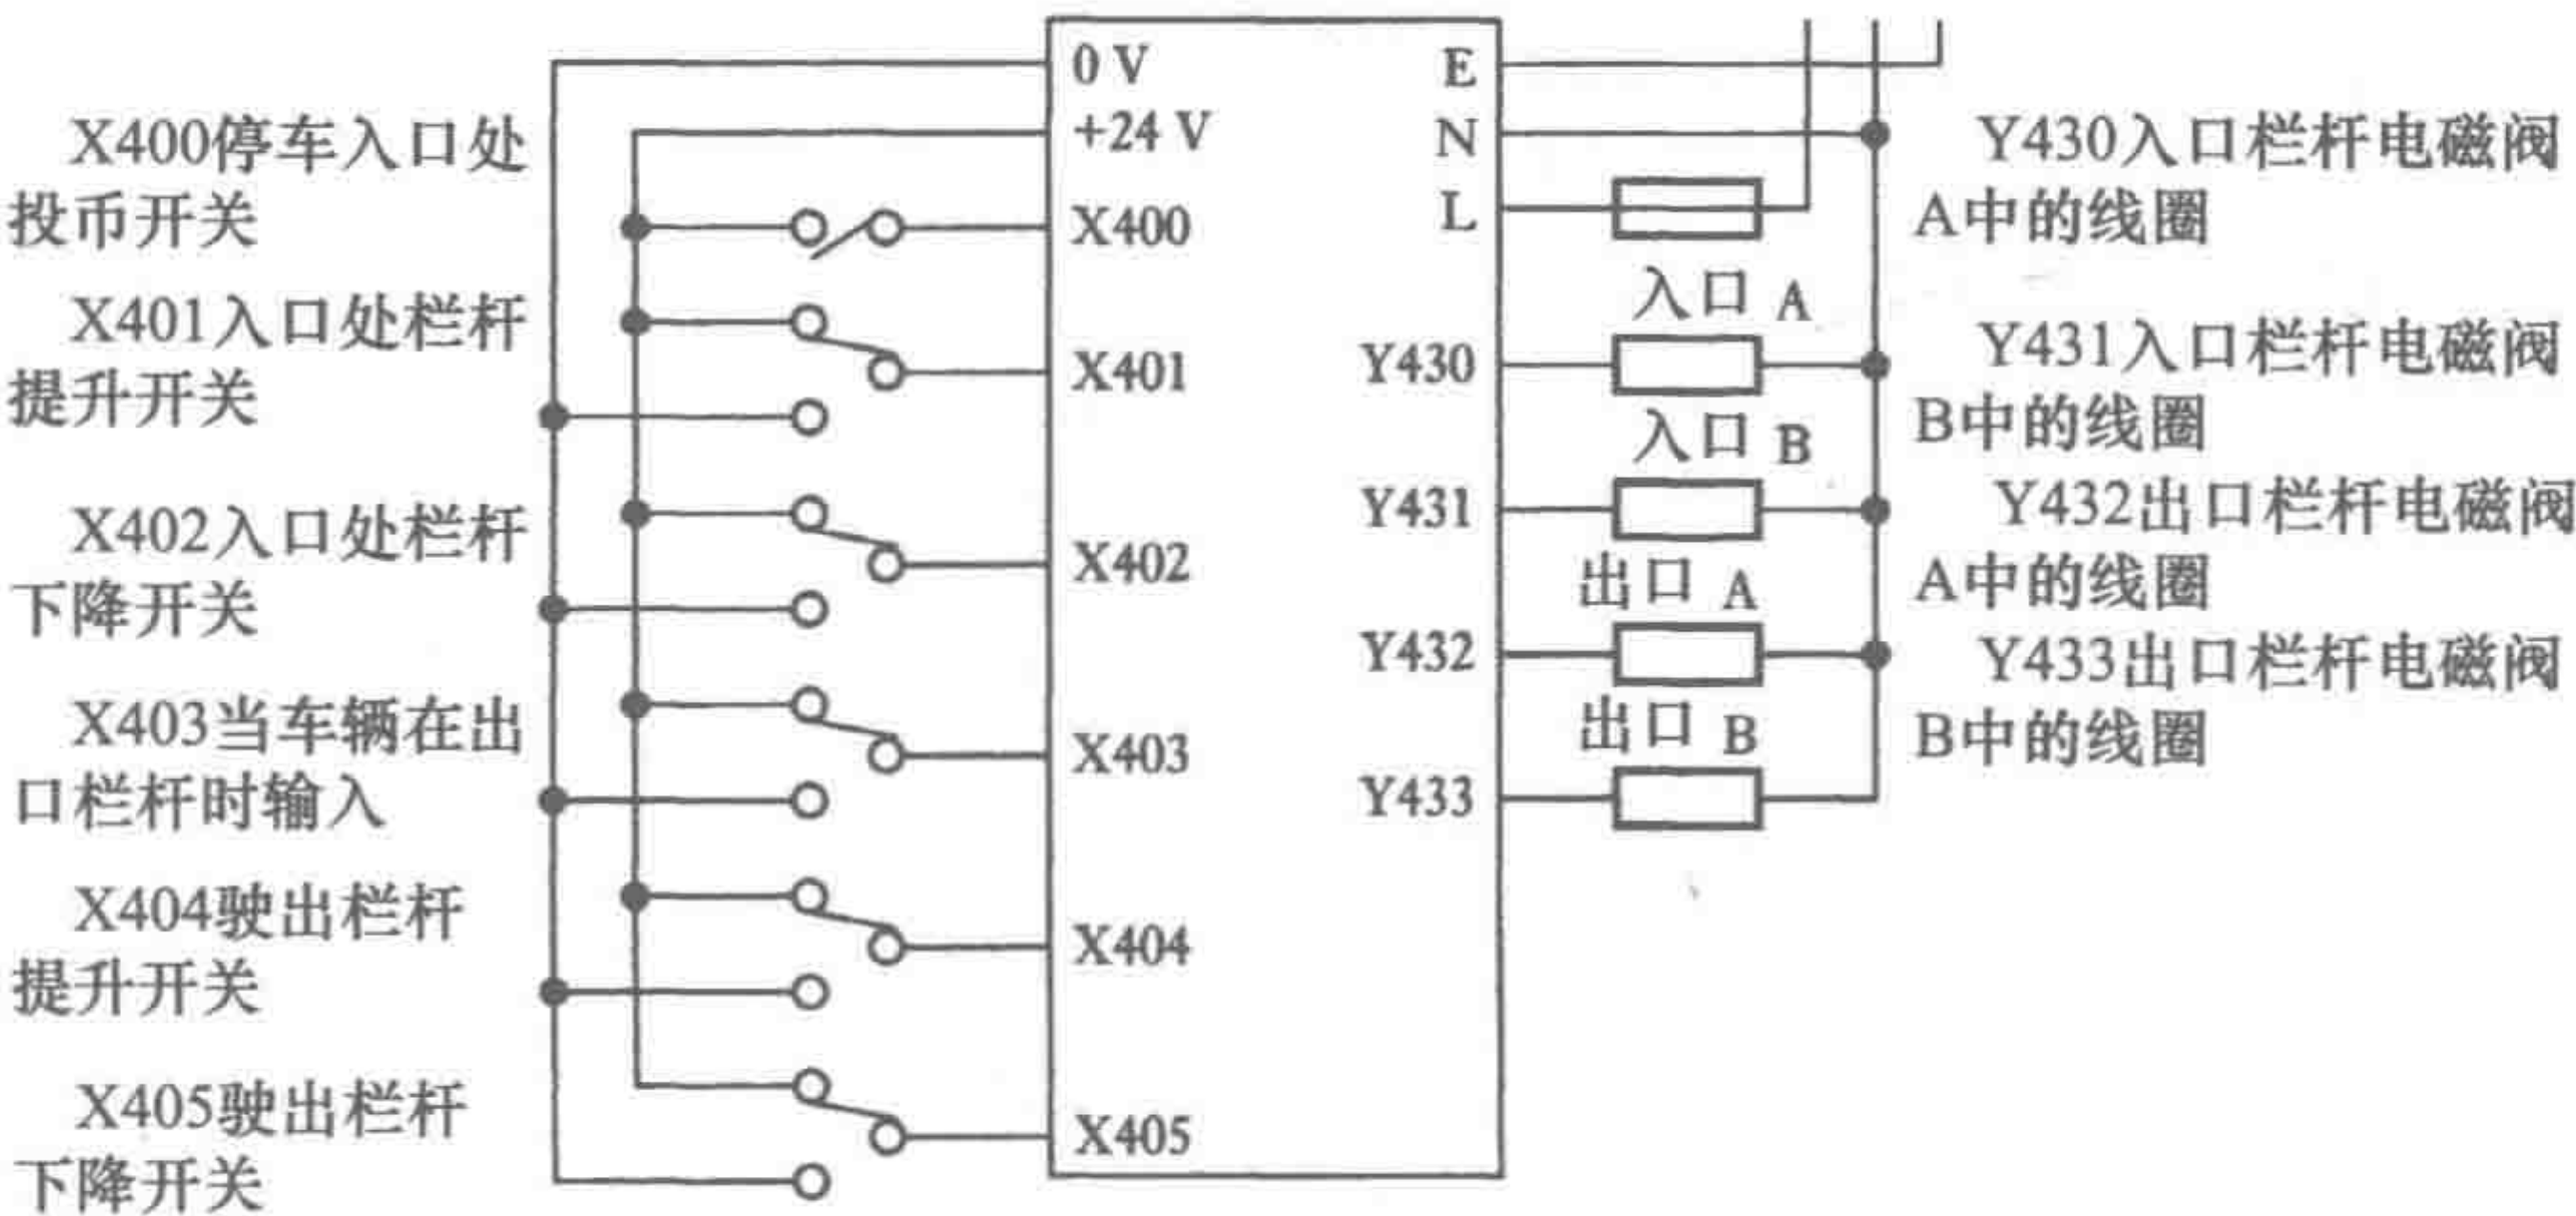 X400停车入口处
投币开关
X401入口处栏杆
提升开关
X402入口处栏杆
下降开关
X403当车辆在出
口栏杆时输入
X404驶出栏杆
提升开关
X405驶出栏杆
下降开关
0 V
+24 V
X400
X401
X402
X403
X404
X405
E
N
L
Y430
Y431
Y432
Y433
入口 A
入口 B
出口 A
出口 B
Y430入口栏杆电磁阀
A中的线圈
Y431入口栏杆电磁阀
B中的线圈
Y432出口栏杆电磁阀
A中的线圈
Y433出口栏杆电磁阀
B中的线圈